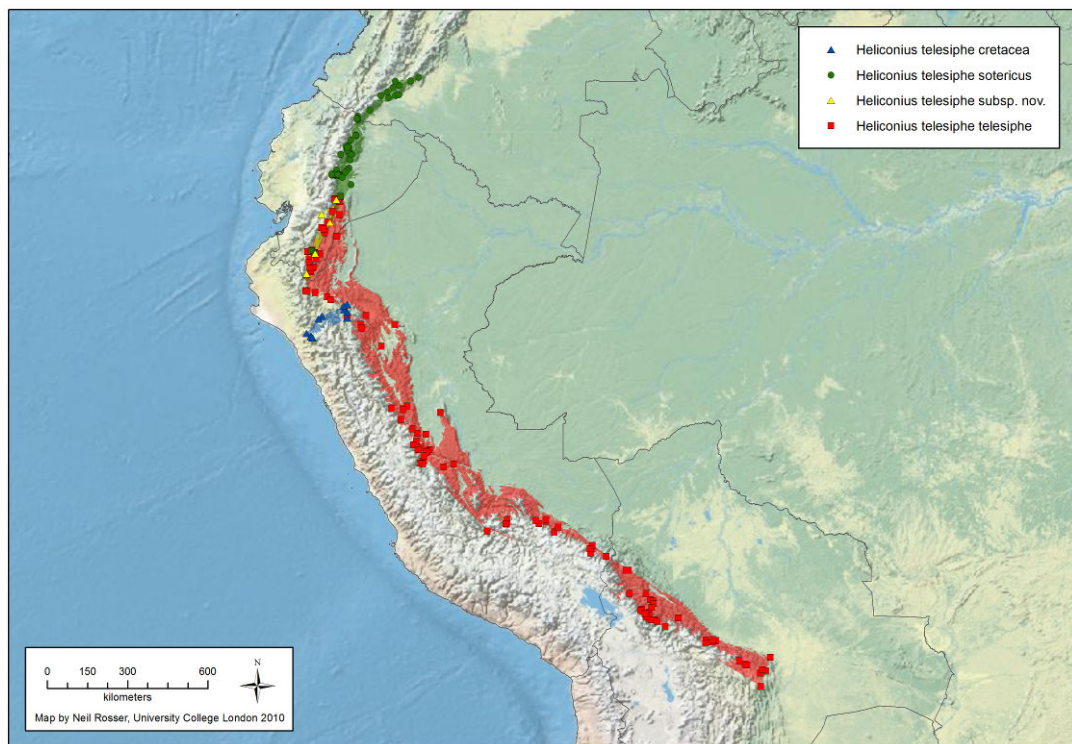 Heliconius telesiphe cretacea
Heliconius telesiphe sotericus
Heliconius telesiphe subsp. nov.
Heliconius telesiphe telesiphe
0 150 300 600
kilometers
N
Map by Neil Rosser, University College London 2010